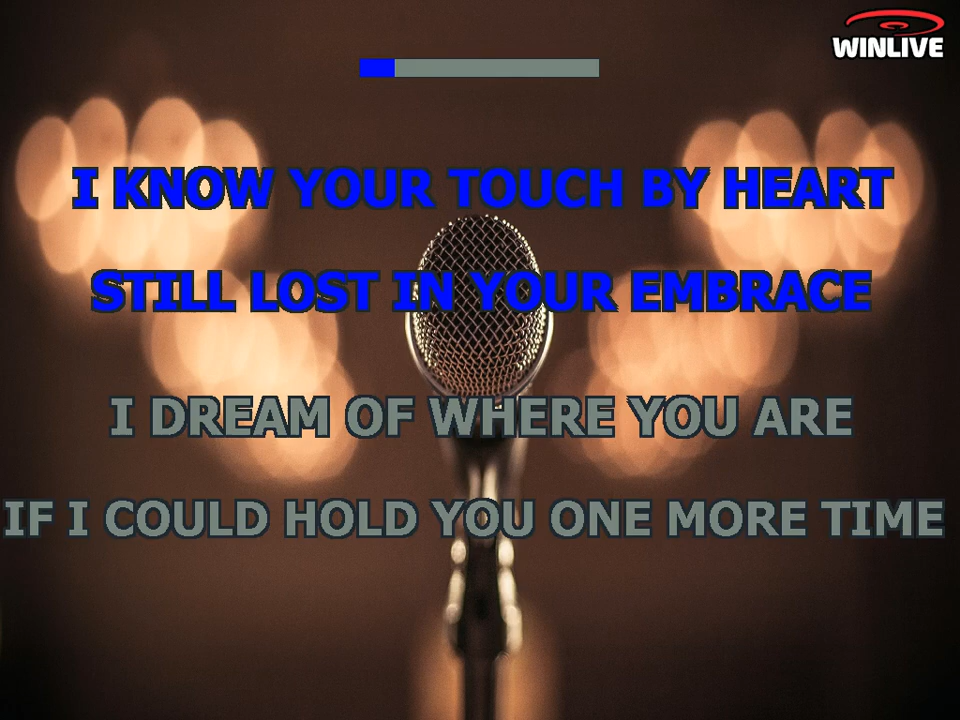 WINLIVE
I KNOW YOUR TOUCH BY HEART
STILL LOST IN YOUR EMBRACE
I DREAM OF WHERE YOU ARE
IF I COULD HOLD YOU ONE MORE TIME